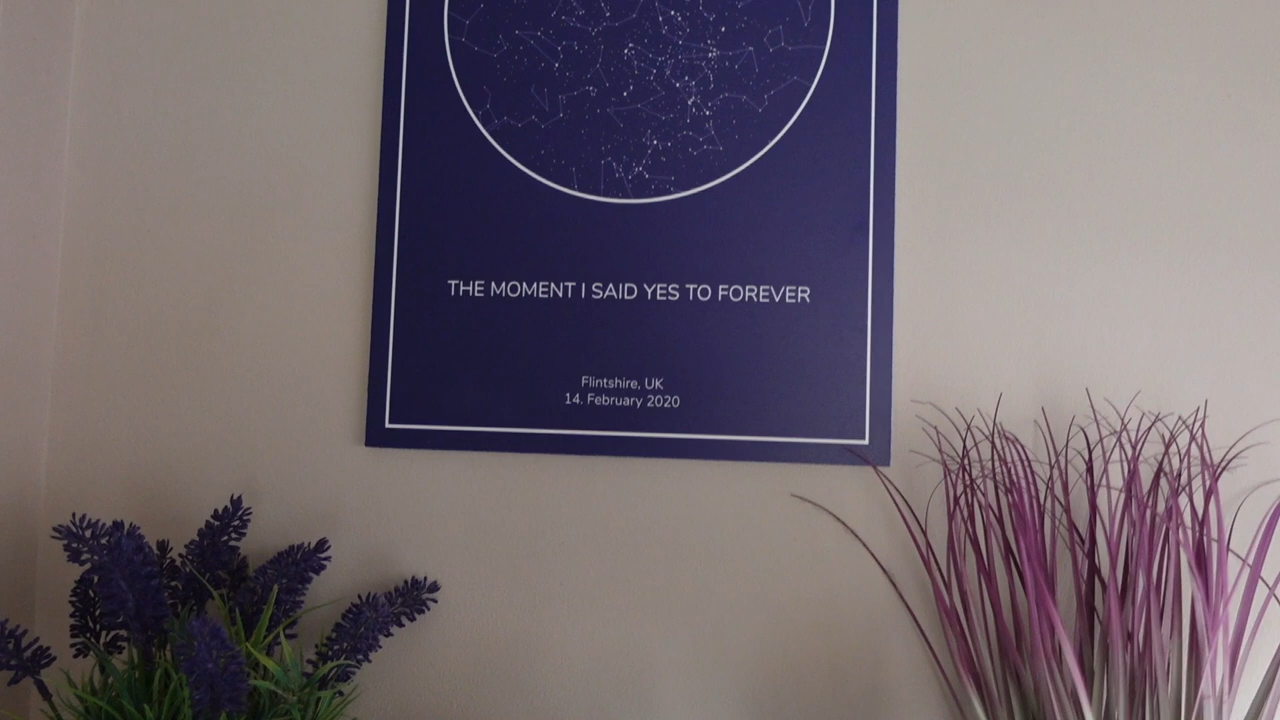 THE MOMENT I SAID YES TO FOREVER
Flintshire, UK
14. February 2020